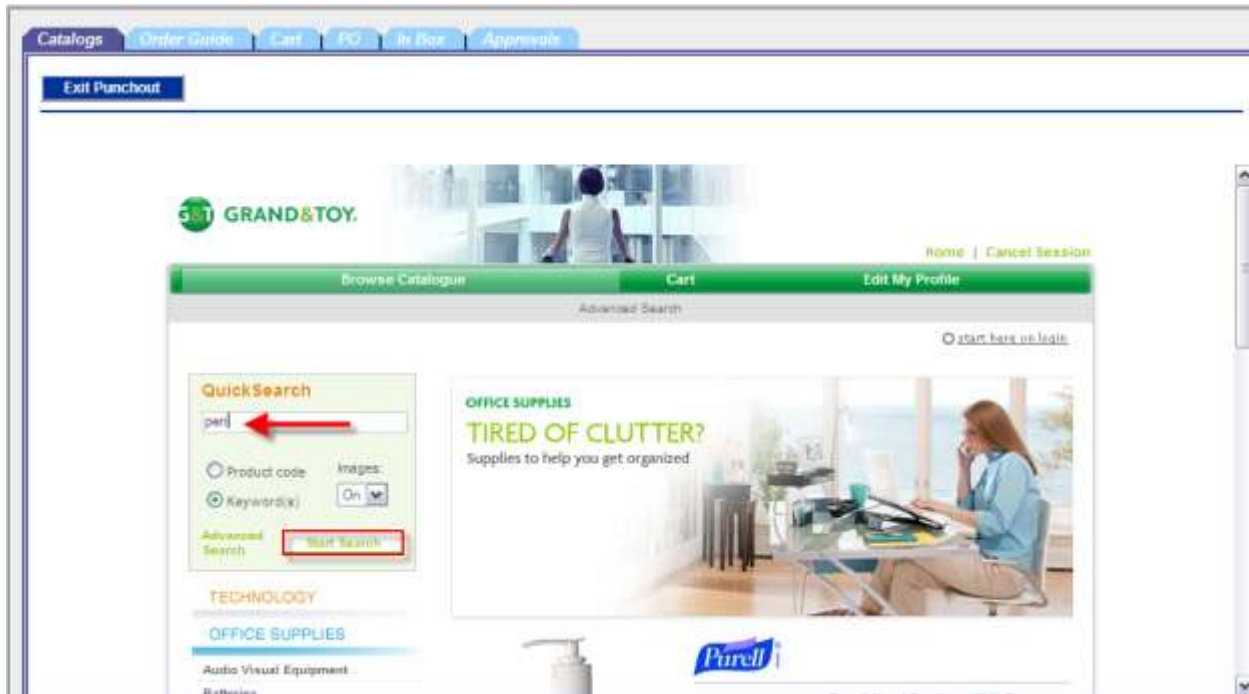 Catalogs Order Guide Cart PO In Box Approvals
Exit Punchout
G&T GRAND&TOY.
Home | Cancel Session
Browse Catalogue Cart Edit My Profile
Advanced Search
start here on login
QuickSearch
pen
Product code Images:
Keyword(s) On
Advanced Search Start Search
OFFICE SUPPLIES
TIRED OF CLUTTER?
Supplies to help you get organized
TECHNOLOGY
OFFICE SUPPLIES
Audio Visual Equipment
Batteries
Purell